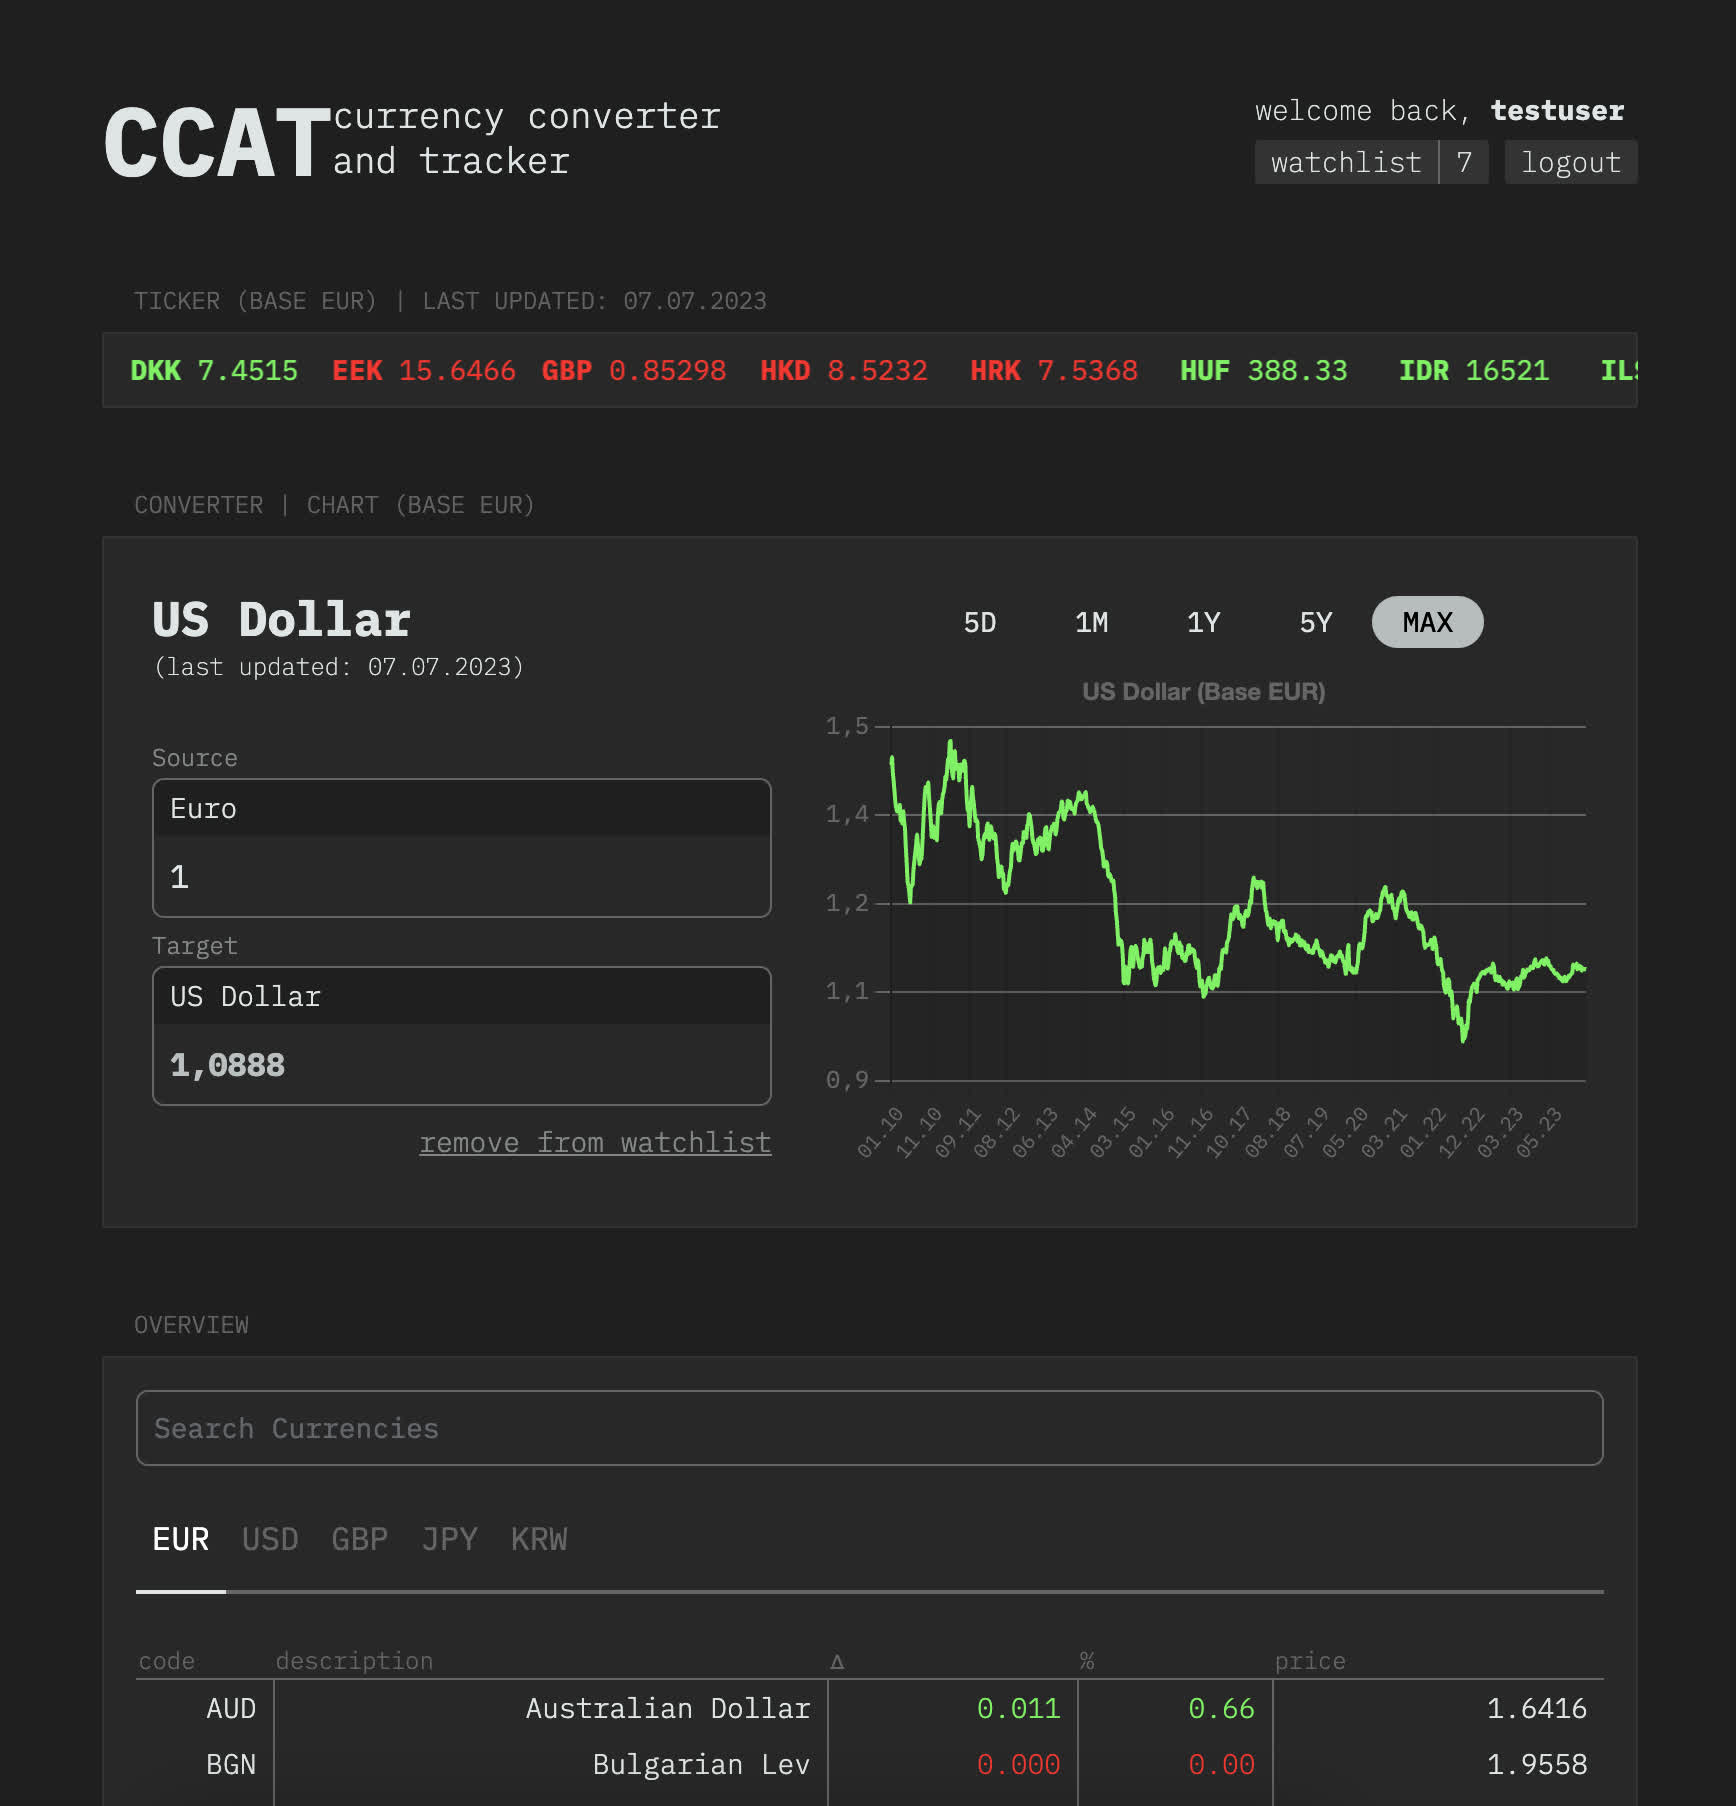 CCAT currency converter
and tracker
welcome back, testuser
watchlist 7 logout
TICKER (BASE EUR) | LAST UPDATED: 07.07.2023
DKK 7.4515 EEK 15.6466 GBP 0.85298 HKD 8.5232 HRK 7.5368 HUF 388.33 IDR 16521
CONVERTER | CHART (BASE EUR)
US Dollar
(last updated: 07.07.2023)
Source
Euro
1
Target
US Dollar
1,0888
remove from watchlist
5D 1M 1Y 5Y MAX
US Dollar (Base EUR)
1,5
1,4
1,2
1,1
0,9
01.10 11.10 09.11 08.12 06.13 04.14 03.15 01.16 11.16 10.17 08.18 07.19 05.20 03.21 01.22 12.22 03.23 05.23
OVERVIEW
Search Currencies
EUR USD GBP JPY KRW
code description Δ % price
AUD Australian Dollar 0.011 0.66 1.6416
BGN Bulgarian Lev 0.000 0.00 1.9558